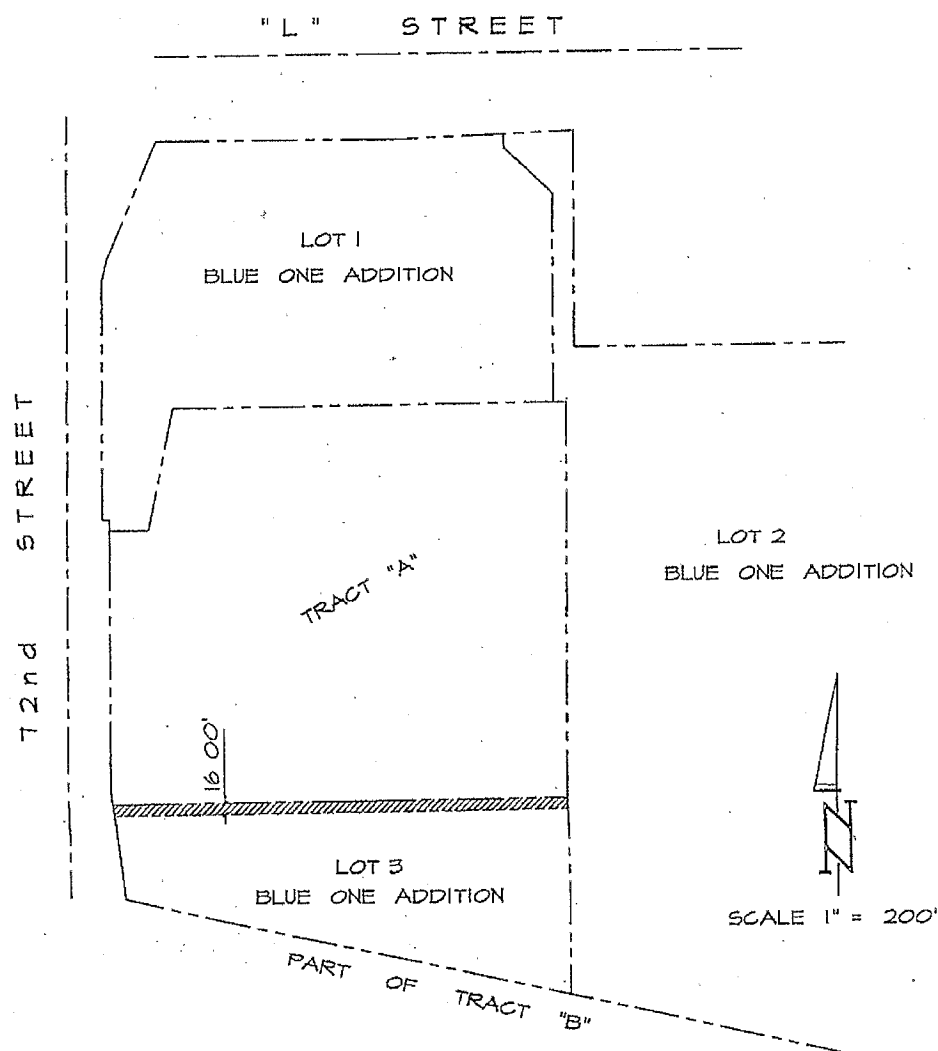 "L" STREET
LOT 1
BLUE ONE ADDITION
72nd STREET
TRACT "A"
LOT 2
BLUE ONE ADDITION
16 00'
LOT 3
BLUE ONE ADDITION
N
SCALE 1" = 200'
PART OF TRACT "B"